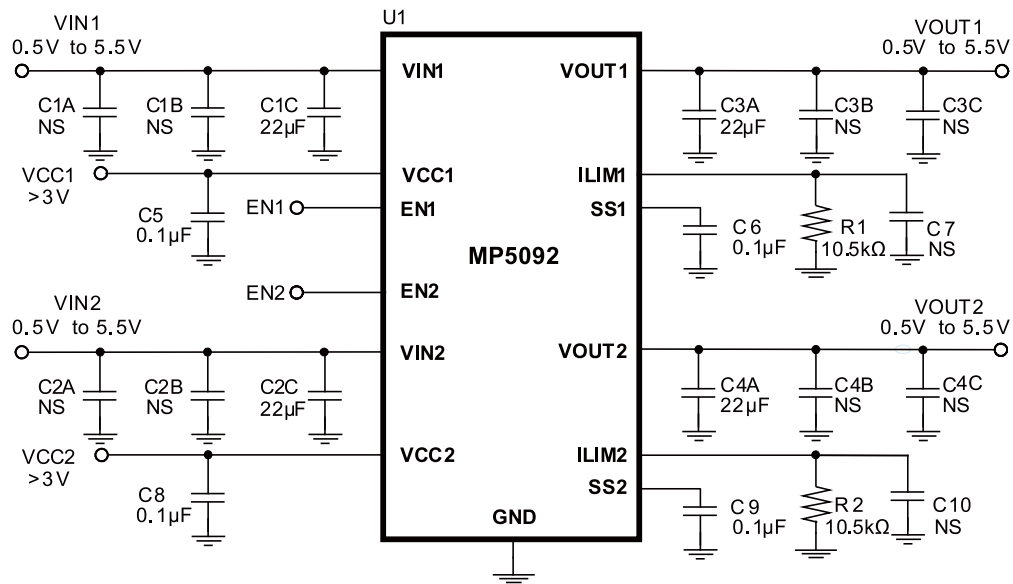 U1
VIN1
0.5V to 5.5V
C1A
NS
C1B
NS
C1C
22µF
VCC1
>3V
C5
0.1µF
EN1
EN2
VIN2
0.5V to 5.5V
C2A
NS
C2B
NS
C2C
22µF
VCC2
>3V
C8
0.1µF
VIN1
VCC1
EN1
EN2
VIN2
VCC2
MP5092
GND
VOUT1
ILIM1
SS1
VOUT2
ILIM2
SS2
VOUT1
0.5V to 5.5V
C3A
22µF
C3B
NS
C3C
NS
C6
0.1µF
R1
10.5kΩ
C7
NS
VOUT2
0.5V to 5.5V
C4A
22µF
C4B
NS
C4C
NS
C9
0.1µF
R2
10.5kΩ
C10
NS